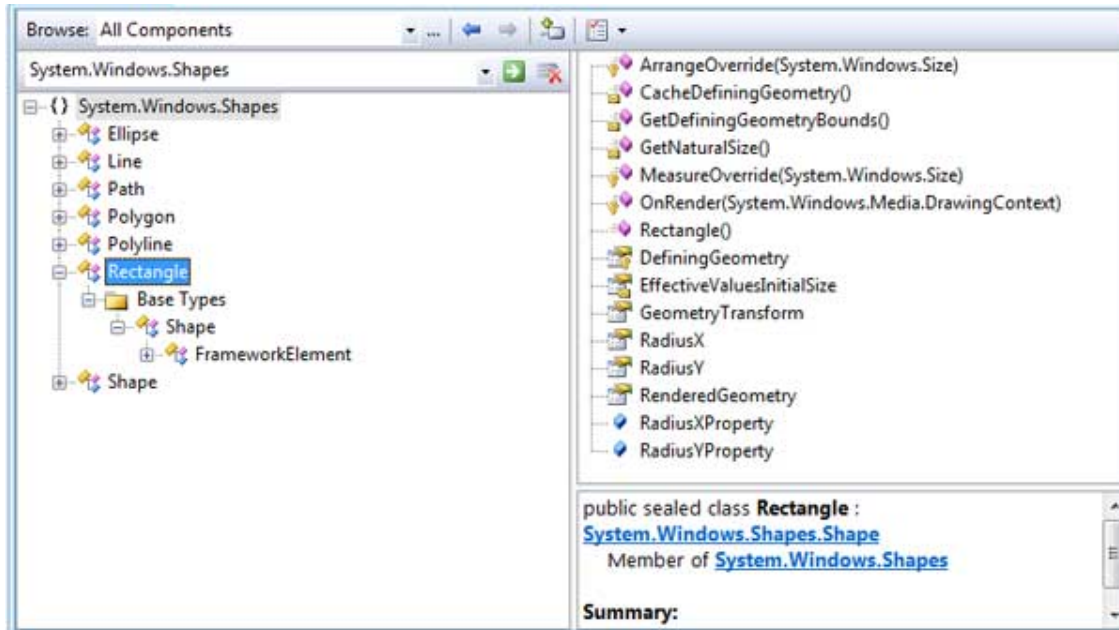 Browse: All Components
...
System.Windows.Shapes
{} System.Windows.Shapes
Ellipse
Line
Path
Polygon
Polyline
Rectangle
Base Types
Shape
FrameworkElement
Shape
ArrangeOverride(System.Windows.Size)
CacheDefiningGeometry()
GetDefiningGeometryBounds()
GetNaturalSize()
MeasureOverride(System.Windows.Size)
OnRender(System.Windows.Media.DrawingContext)
Rectangle()
DefiningGeometry
EffectiveValuesInitialSize
GeometryTransform
RadiusX
RadiusY
RenderedGeometry
RadiusXProperty
RadiusYProperty
public sealed class Rectangle :
System.Windows.Shapes.Shape
Member of System.Windows.Shapes
Summary: